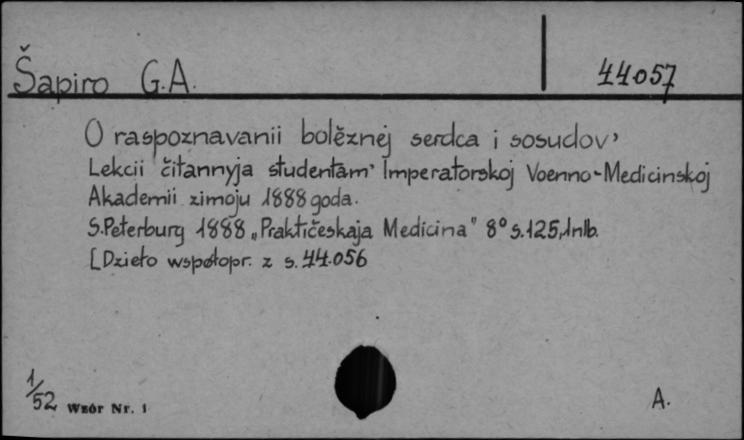 Šapiro G.A. 44057
O raspoznavanii bolěznej serdca i sosudov'
Lekcii čitannyja studentam' Imperatorskoj Voenno-Medicinskoj
Akademii zimoju 1888 goda.
S.Peterburg 1888 „Praktičeskaja Medicina" 8° s.125,1nlb.
[Dzieło współopr. z s. 44.056
1/52 Wzór Nr. 1 A.